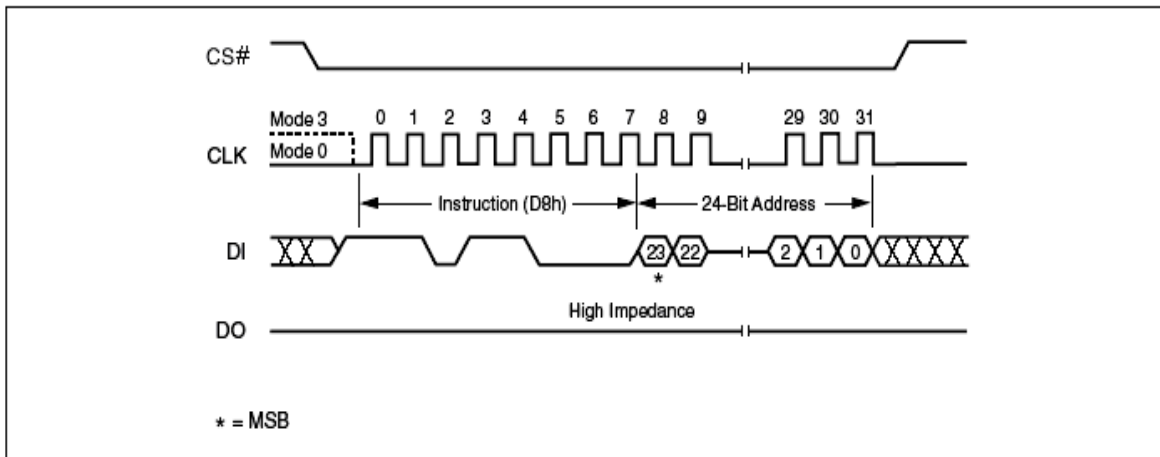 CS#
Mode 3 0 1 2 3 4 5 6 7 8 9 29 30 31
CLK Mode 0
Instruction (D8h) 24-Bit Address
DI 23 22 2 1 0
*
High Impedance
DO
* = MSB